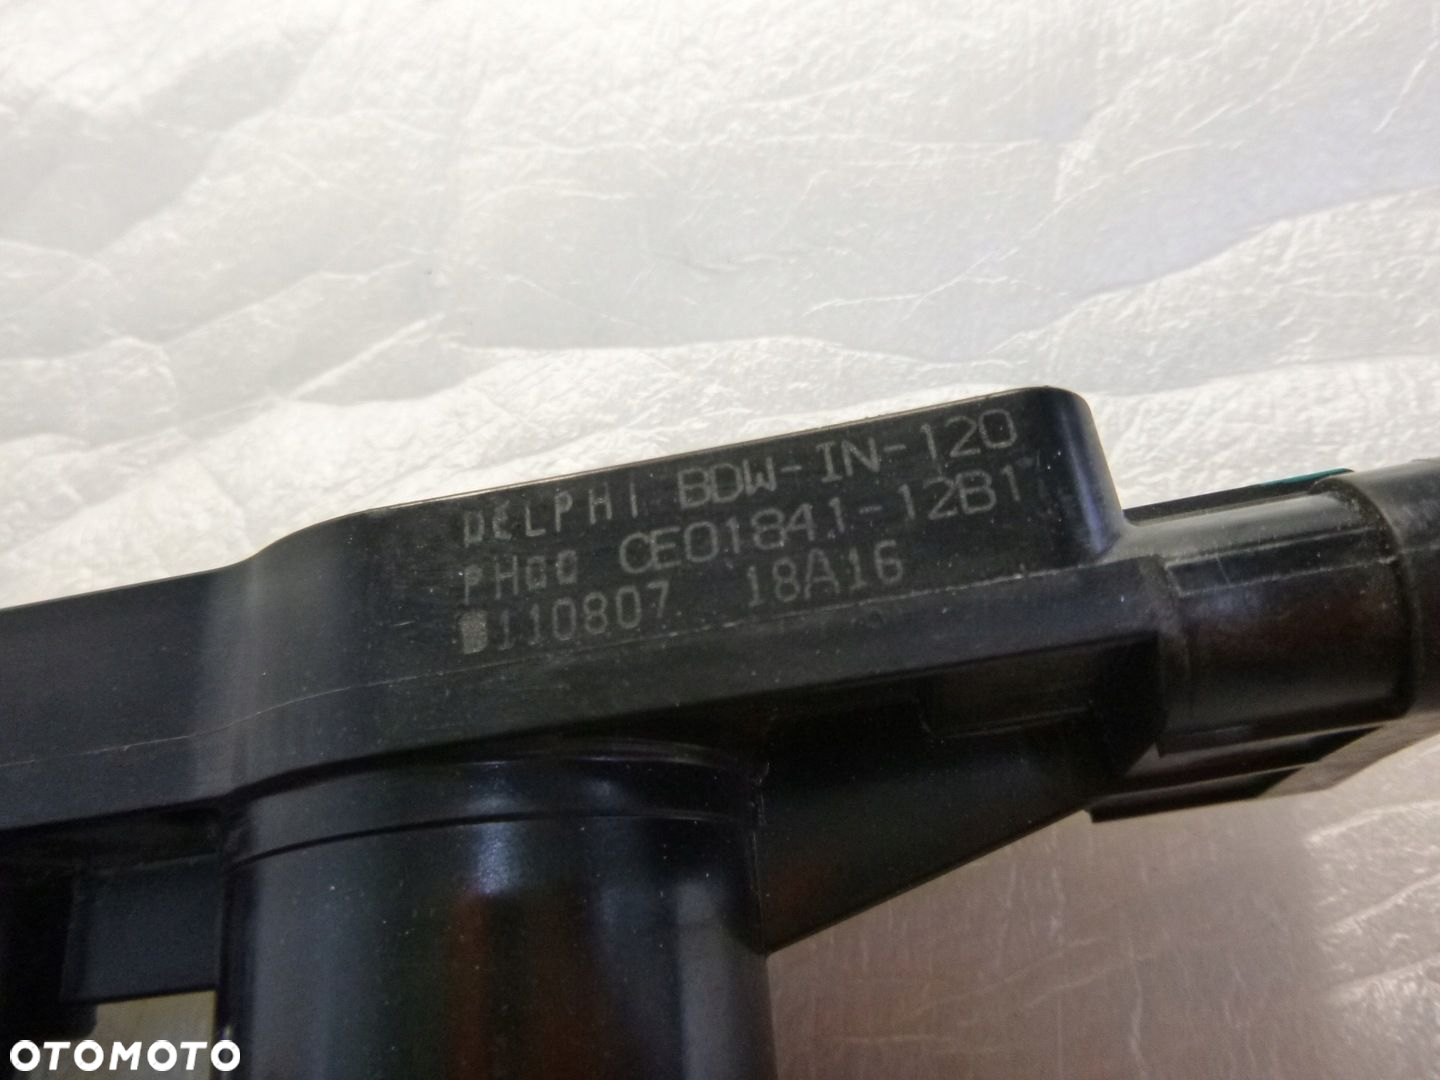 DELPHI BDW-IN-120
PH00 CE01841-12B1
110807 18A16
OTOMOTO